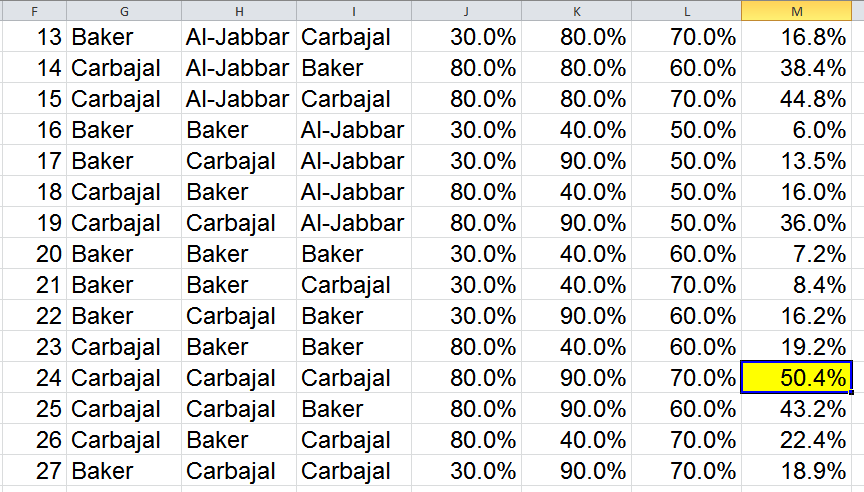 F G H I J K L M
13 Baker Al-Jabbar Carbajal 30.0% 80.0% 70.0% 16.8%
14 Carbajal Al-Jabbar Baker 80.0% 80.0% 60.0% 38.4%
15 Carbajal Al-Jabbar Carbajal 80.0% 80.0% 70.0% 44.8%
16 Baker Baker Al-Jabbar 30.0% 40.0% 50.0% 6.0%
17 Baker Carbajal Al-Jabbar 30.0% 90.0% 50.0% 13.5%
18 Carbajal Baker Al-Jabbar 80.0% 40.0% 50.0% 16.0%
19 Carbajal Carbajal Al-Jabbar 80.0% 90.0% 50.0% 36.0%
20 Baker Baker Baker 30.0% 40.0% 60.0% 7.2%
21 Baker Baker Carbajal 30.0% 40.0% 70.0% 8.4%
22 Baker Carbajal Baker 30.0% 90.0% 60.0% 16.2%
23 Carbajal Baker Baker 80.0% 40.0% 60.0% 19.2%
24 Carbajal Carbajal Carbajal 80.0% 90.0% 70.0% 50.4%
25 Carbajal Carbajal Baker 80.0% 90.0% 60.0% 43.2%
26 Carbajal Baker Carbajal 80.0% 40.0% 70.0% 22.4%
27 Baker Carbajal Carbajal 30.0% 90.0% 70.0% 18.9%